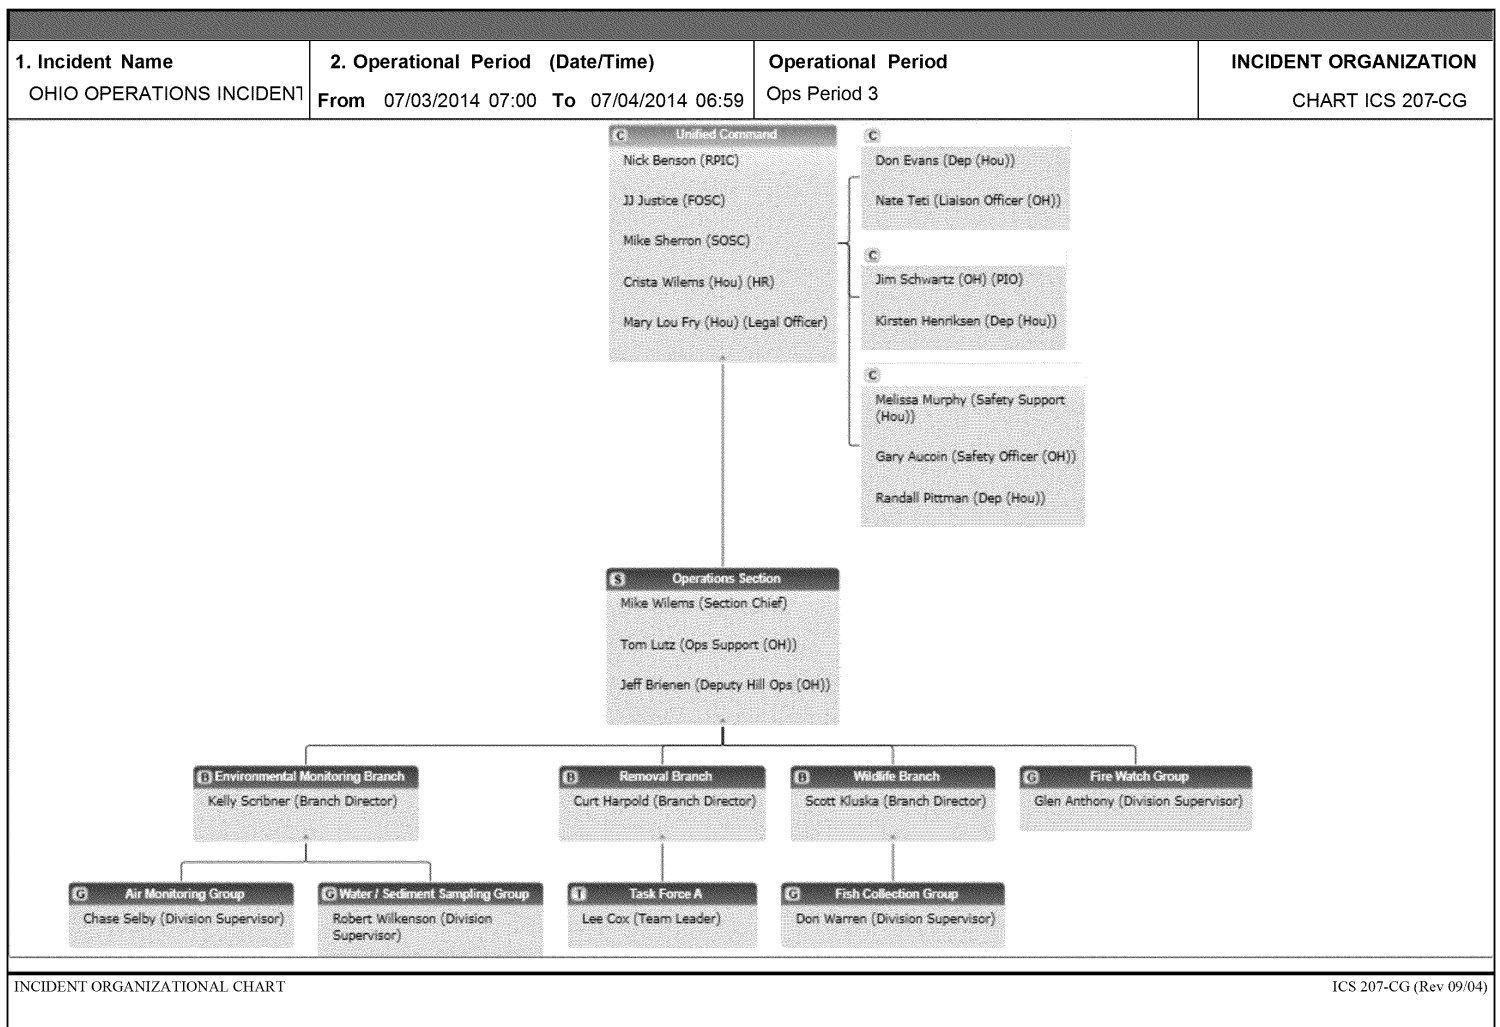 1. Incident Name
OHIO OPERATIONS INCIDENT
2. Operational Period (Date/Time)
From 07/03/2014 07:00 To 07/04/2014 06:59
Operational Period
Ops Period 3
INCIDENT ORGANIZATION
CHART ICS 207-CG
C Unified Command
Nick Benson (RPIC)
JJ Justice (FOSC)
Mike Sherron (SOSC)
Crista Wilems (Hou) (HR)
Mary Lou Fry (Hou) (Legal Officer)
C
Don Evans (Dep (Hou))
Nate Teti (Liaison Officer (OH))
C
Jim Schwartz (OH) (PIO)
Kirsten Henriksen (Dep (Hou))
C
Melissa Murphy (Safety Support
(Hou))
Gary Aucoin (Safety Officer (OH))
Randall Pittman (Dep (Hou))
S Operations Section
Mike Wilems (Section Chief)
Tom Lutz (Ops Support (OH))
Jeff Brienen (Deputy Hill Ops (OH))
B Environmental Monitoring Branch
Kelly Scribner (Branch Director)
B Removal Branch
Curt Harpold (Branch Director)
B Wildlife Branch
Scott Kluska (Branch Director)
G Fire Watch Group
Glen Anthony (Division Supervisor)
G Air Monitoring Group
Chase Selby (Division Supervisor)
G Water / Sediment Sampling Group
Robert Wilkenson (Division
Supervisor)
T Task Force A
Lee Cox (Team Leader)
G Fish Collection Group
Don Warren (Division Supervisor)
INCIDENT ORGANIZATIONAL CHART
ICS 207-CG (Rev 09/04)